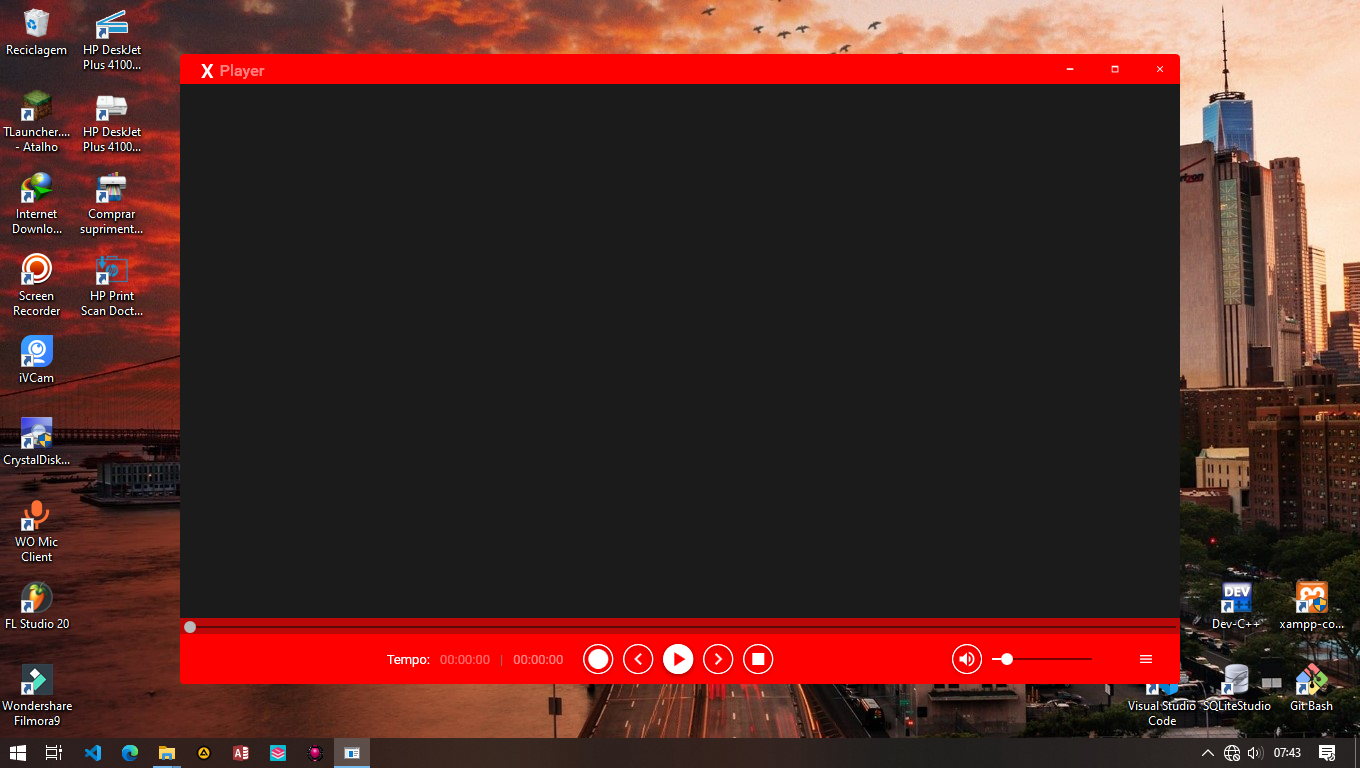 Reciclagem
HP DeskJet
Plus 4100...
TLauncher....
- Atalho
HP DeskJet
Plus 4100...
Internet
Downlo...
Comprar
supriment...
Screen
Recorder
HP Print
Scan Doct...
iVCam
CrystalDisk...
WO Mic
Client
FL Studio 20
Wondershare
Filmora9
X Player
Tempo: 00:00:00 | 00:00:00
DEV
Dev-C++
xampp-co...
Visual Studio
Code
SQLiteStudio
Git Bash
07:43